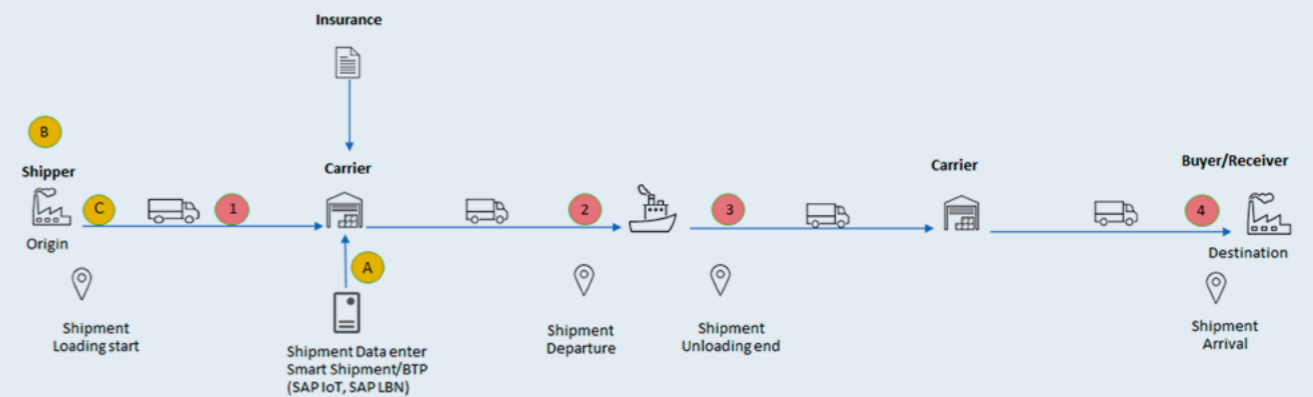 Insurance
B
Shipper
Carrier
Carrier
Buyer/Receiver
C
1
2
3
4
Origin
Destination
A
Shipment
Loading start
Shipment Data enter
Smart Shipment/BTP
(SAP IoT, SAP LBN)
Shipment
Departure
Shipment
Unloading end
Shipment
Arrival